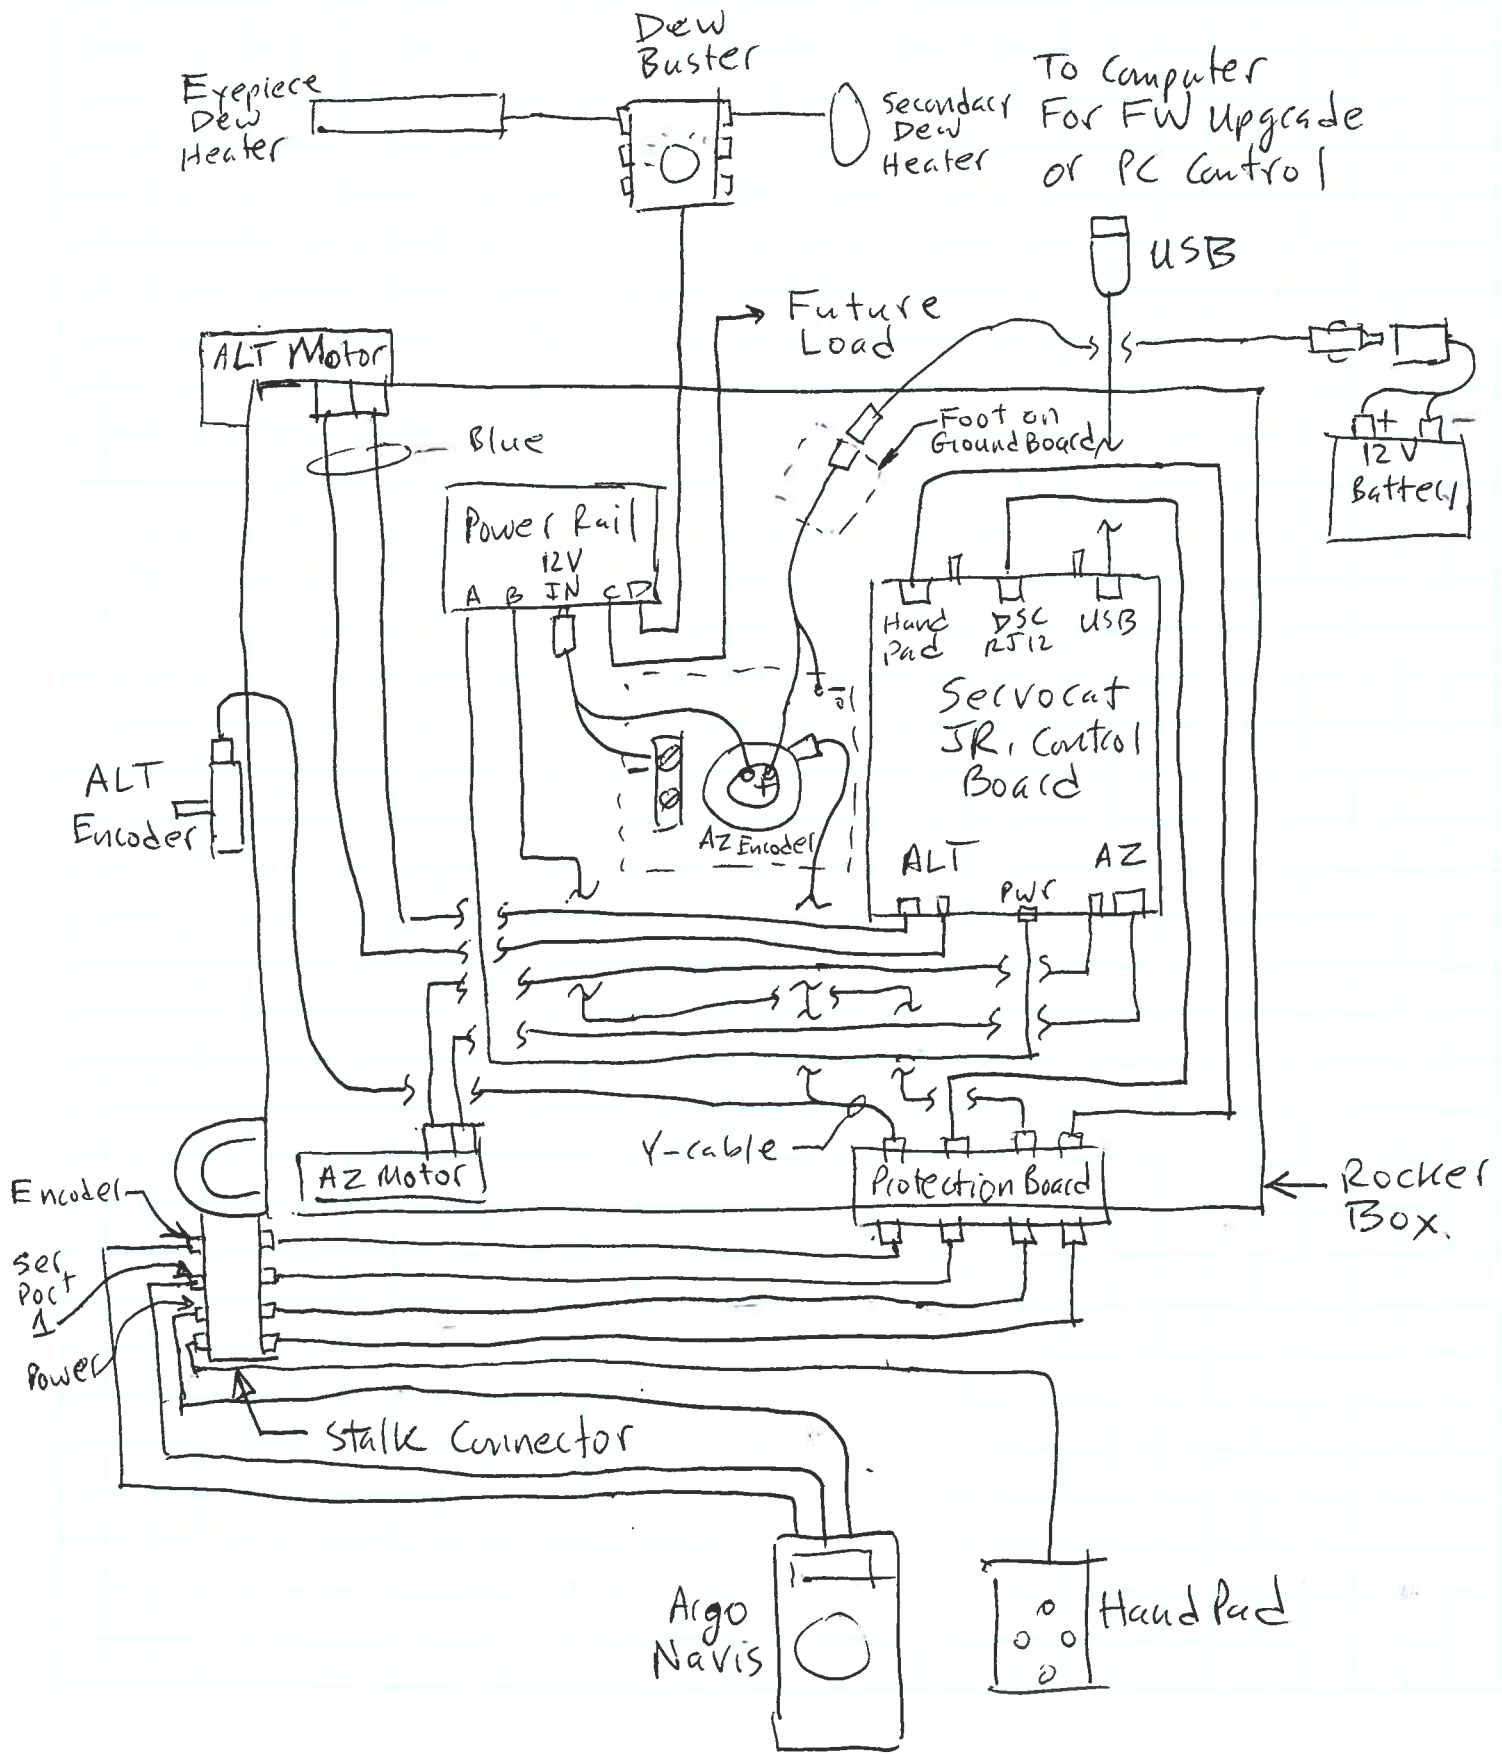 Dew
Buster
Eyepiece
Dew
Heater
Secondary
Dew
Heater
To Computer
For FW Upgrade
or PC Control
USB
Future
Load
ALT Motor
Blue
Foot on
Ground Board
+ -
12 V
Battery
Power Rail
12V
A B IN C D
Hand
Pad
DSC
RJ12
USB
Servocat
JR. Control
Board
ALT
Encoder
+
-
+
AZ Encoder
ALT
AZ
PWR
Y-cable
AZ Motor
Protection Board
Rocker
Box.
Encoder
Ser
Port
1
Power
Stalk Connector
Argo
Navis
Hand Pad